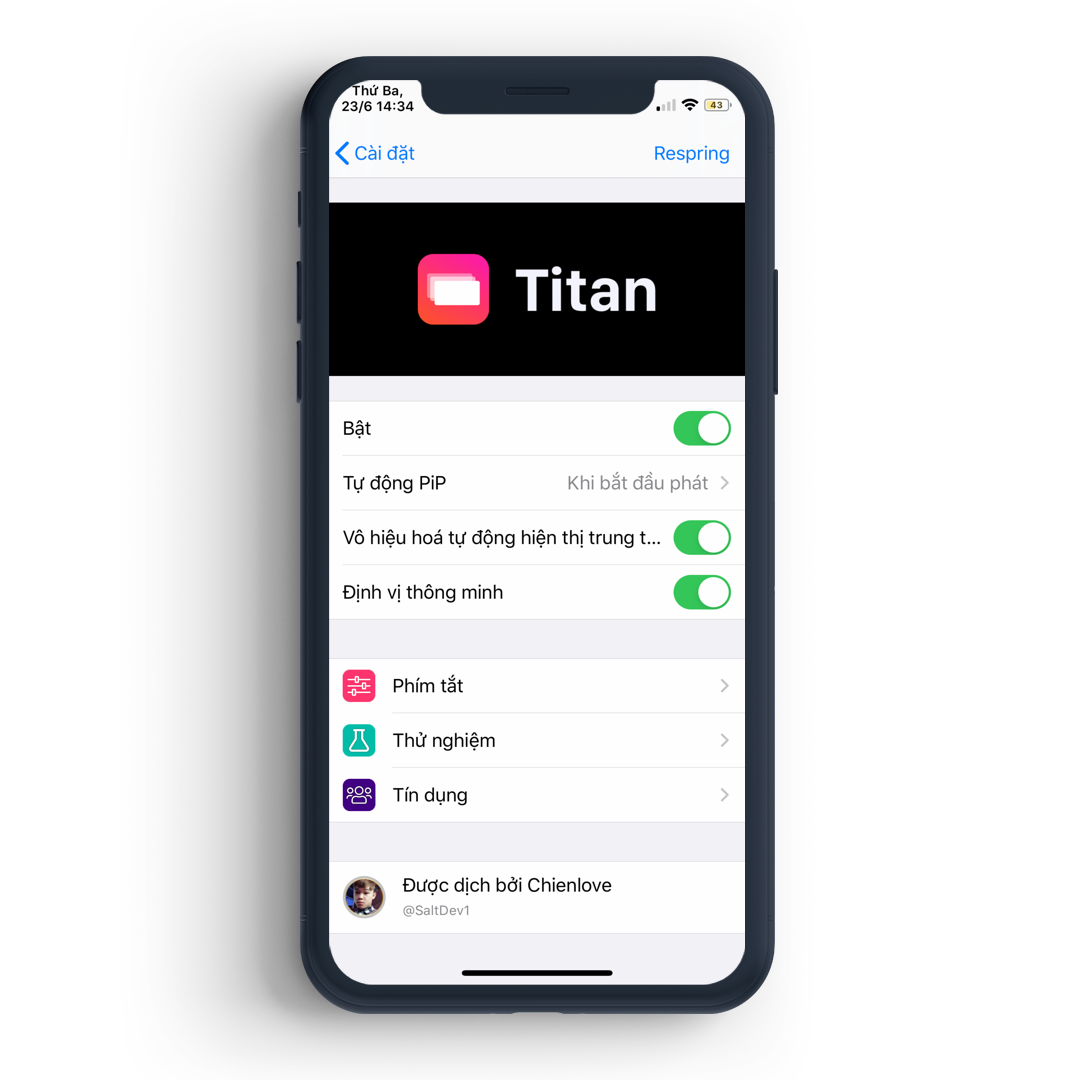 Thứ Ba,
23/6 14:34
43
Cài đặt
Respring
Titan
Bật
Tự động PiP
Khi bắt đầu phát
Vô hiệu hoá tự động hiện thị trung t...
Định vị thông minh
Phím tắt
Thử nghiệm
Tín dụng
Được dịch bởi Chienlove
@SaltDev1